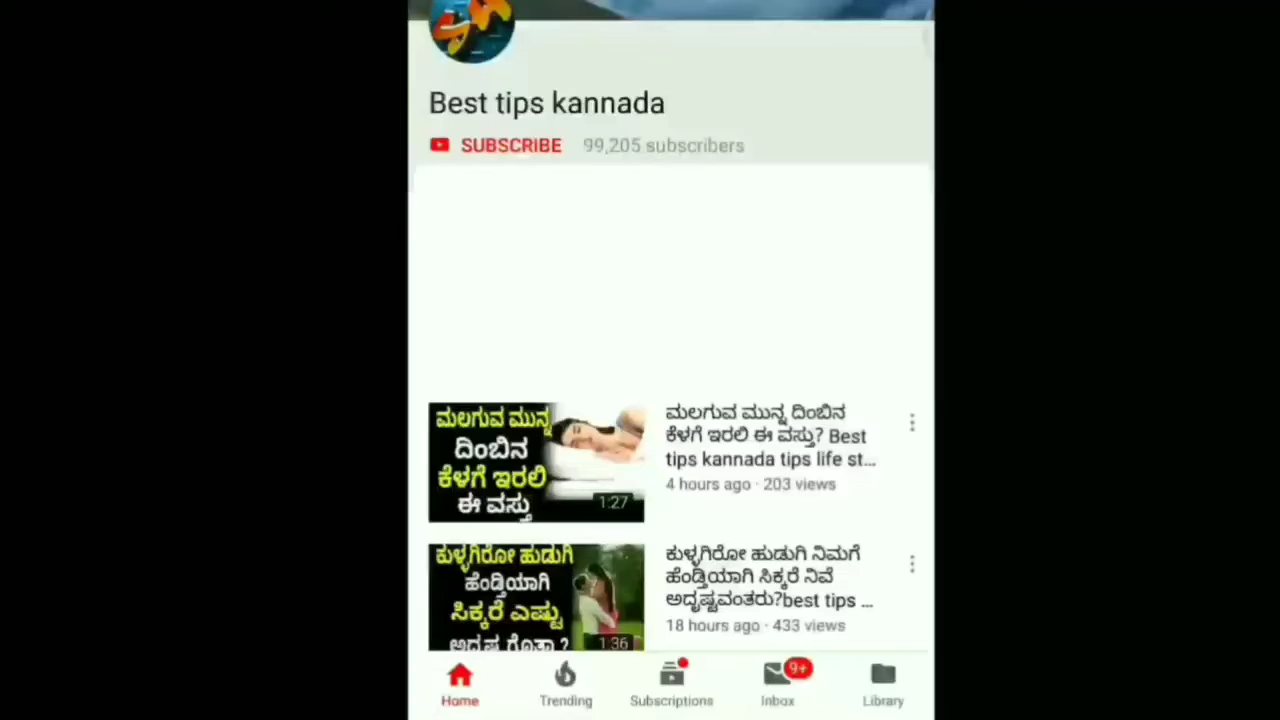 Best tips kannada
SUBSCRIBE 99,205 subscribers
ಮಲಗುವ ಮುನ್ನ
ದಿಂಬಿನ
ಕೆಳಗೆ ಇರಲಿ
ಈ ವಸ್ತು
1:27
ಮಲಗುವ ಮುನ್ನ ದಿಂಬಿನ
ಕೆಳಗೆ ಇರಲಿ ಈ ವಸ್ತು? Best
tips kannada tips life st...
4 hours ago · 203 views
ಕುಳ್ಳಗಿರೋ ಹುಡುಗಿ
ಹೆಂಡ್ತಿಯಾಗಿ
ಸಿಕ್ಕರೆ ಎಷ್ಟು
ಅದೃಷ್ಟ ಗೊತ್ತಾ ?
1:36
ಕುಳ್ಳಗಿರೋ ಹುಡುಗಿ ನಿಮಗೆ
ಹೆಂಡ್ತಿಯಾಗಿ ಸಿಕ್ಕರೆ ನಿವೆ
ಅದೃಷ್ಟವಂತರು?best tips ...
18 hours ago · 433 views
9+
Home Trending Subscriptions Inbox Library